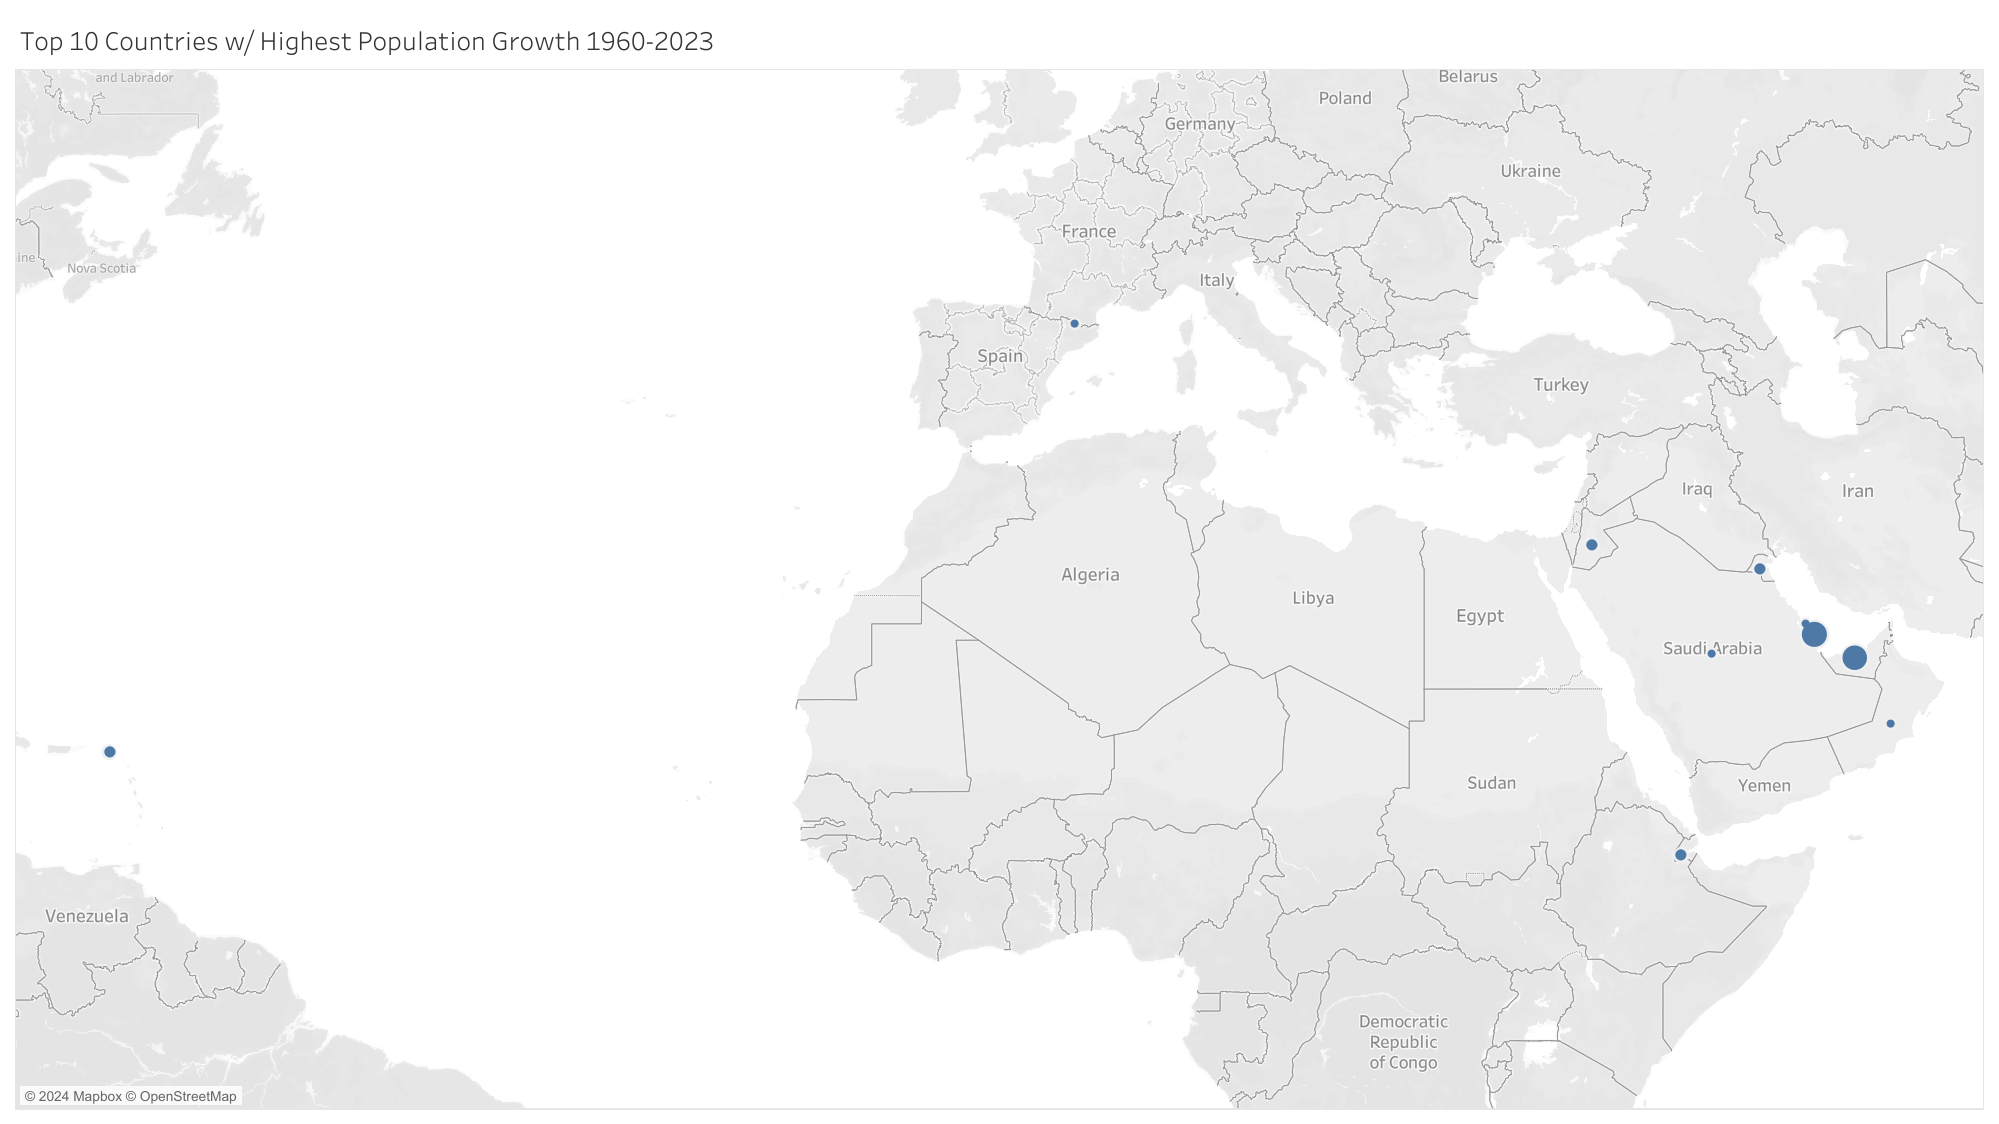 Top 10 Countries w/ Highest Population Growth 1960-2023
and Labrador
Belarus
Poland
Germany
Ukraine
France
ine
Nova Scotia
Italy
Spain
Turkey
Iraq
Iran
Algeria
Libya
Egypt
Saudi Arabia
Sudan
Yemen
Venezuela
Democratic
Republic
of Congo
© 2024 Mapbox © OpenStreetMap